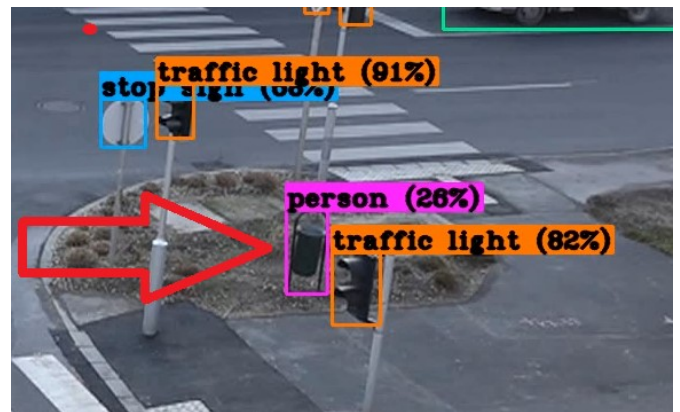 traffic light (91%)
stop sign (66%)
person (26%)
traffic light (82%)